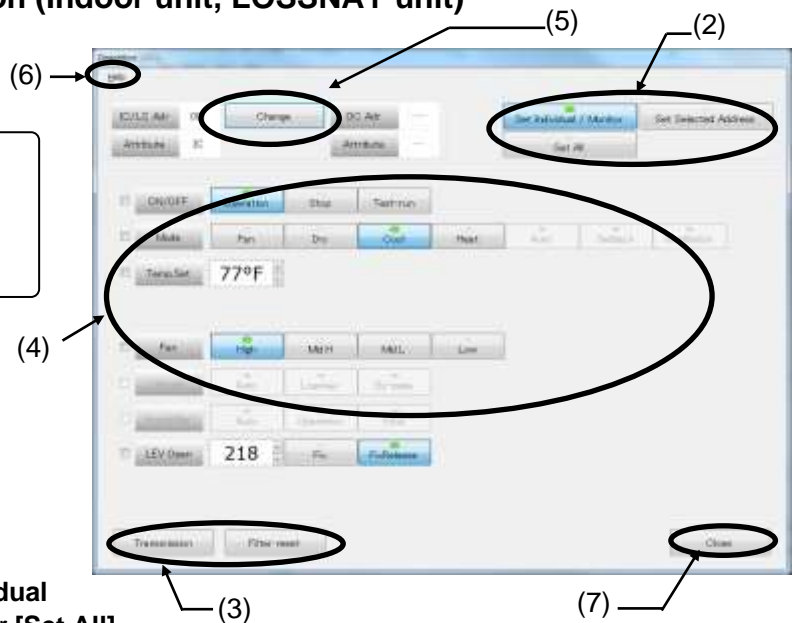 on (Indoor unit, LOSSNAY unit)
(5)
(2)
(6)
Help
IC/LC Adr
Change
OC Adr
Set Individual / Monitor
Set Selected Address
Attribute IC
Attribute
Set All
ON/OFF Operation Stop Test run
Mode Fan Dry Cool Heat
Temp.Set 77°F
(4)
Fan High Mid H Mid L Low
LEV Open 218 Fix FixRelease
Transmission Filter reset Close
(3)
(7)
dual
r [Set All]